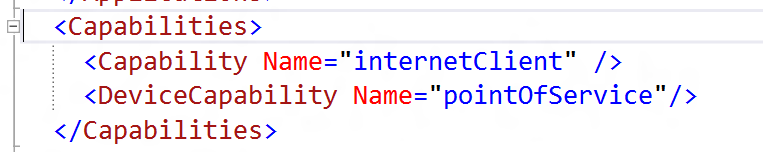 <Capabilities>
<Capability Name="internetClient" />
<DeviceCapability Name="pointOfService"/>
</Capabilities>